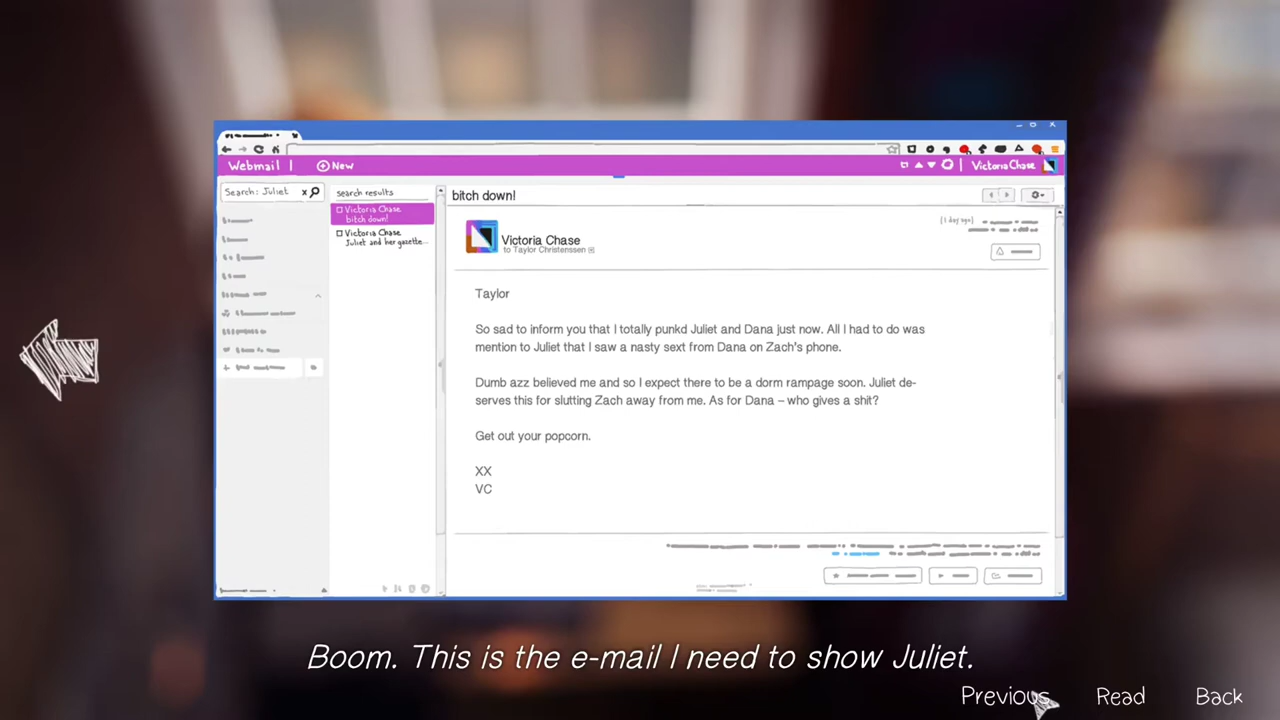 Webmail | New
Victoria Chase
Search: Juliet x
search results
Victoria Chase
bitch down!
Victoria Chase
Juliet and her gazette...
bitch down!
Victoria Chase
to Taylor Christenssen
(1 day ago)
Taylor
So sad to inform you that I totally punkd Juliet and Dana just now. All I had to do was
mention to Juliet that I saw a nasty sext from Dana on Zach's phone.
Dumb azz believed me and so I expect there to be a dorm rampage soon. Juliet de-
serves this for slutting Zach away from me. As for Dana – who gives a shit?
Get out your popcorn.
XX
VC
Boom. This is the e-mail I need to show Juliet.
Previous Read Back